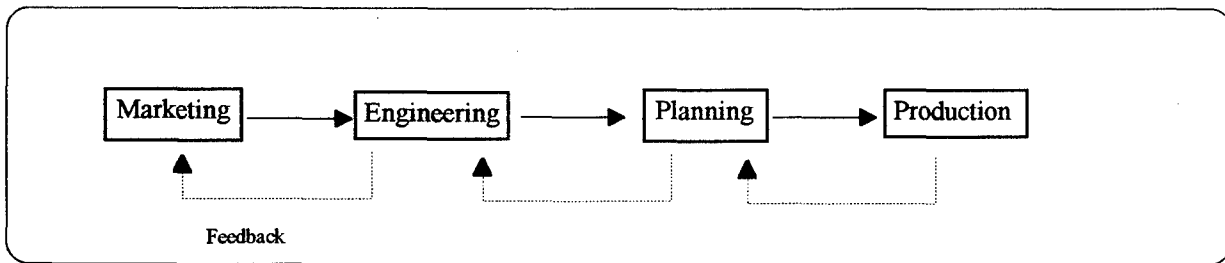 Marketing
Engineering
Planning
Production
Feedback